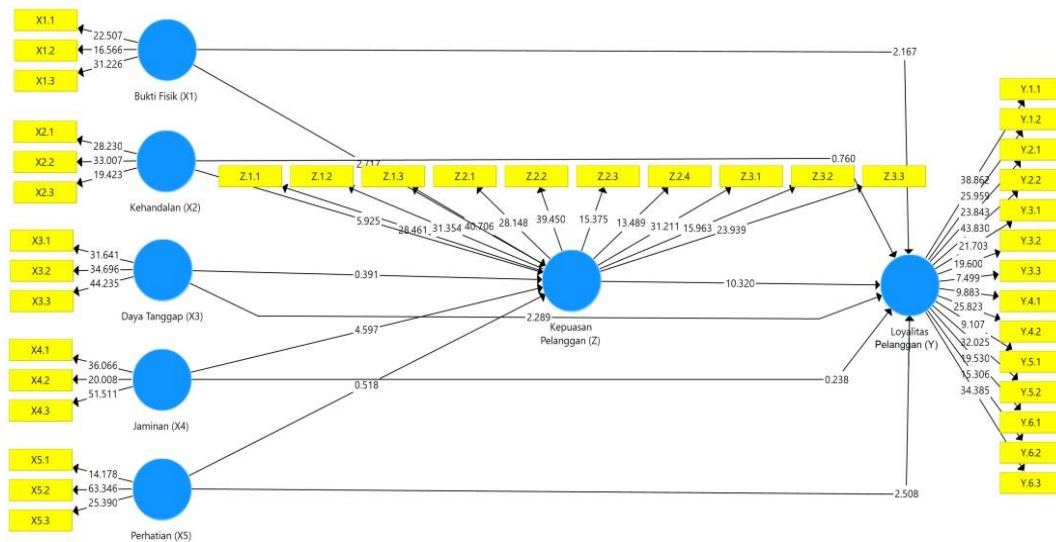 X1.1
22.507
X1.2
16.566
X1.3
31.226
Bukti Fisik (X1)
2.167
X2.1
28.230
X2.2
33.007
X2.3
19.423
Kehandalan (X2)
2.717
0.760
Z.1.1
Z.1.2
Z.1.3
Z.2.1
Z.2.2
Z.2.3
Z.2.4
Z.3.1
Z.3.2
Z.3.3
5.925
28.461
31.354
40.706
28.148
39.450
15.375
13.489
31.211
15.963
23.939
X3.1
31.641
X3.2
34.696
X3.3
44.235
Daya Tanggap (X3)
0.391
2.289
Kepuasan
Pelanggan (Z)
10.320
X4.1
36.066
X4.2
20.008
X4.3
51.511
Jaminan (X4)
4.597
0.238
X5.1
14.178
X5.2
63.346
X5.3
25.390
Perhatian (X5)
0.518
2.508
Loyalitas
Pelanggan (Y)
38.862
25.959
23.843
43.830
21.703
19.600
7.499
9.883
25.823
9.107
32.025
19.530
15.306
34.385
Y.1.1
Y.1.2
Y.2.1
Y.2.2
Y.3.1
Y.3.2
Y.3.3
Y.4.1
Y.4.2
Y.5.1
Y.5.2
Y.6.1
Y.6.2
Y.6.3